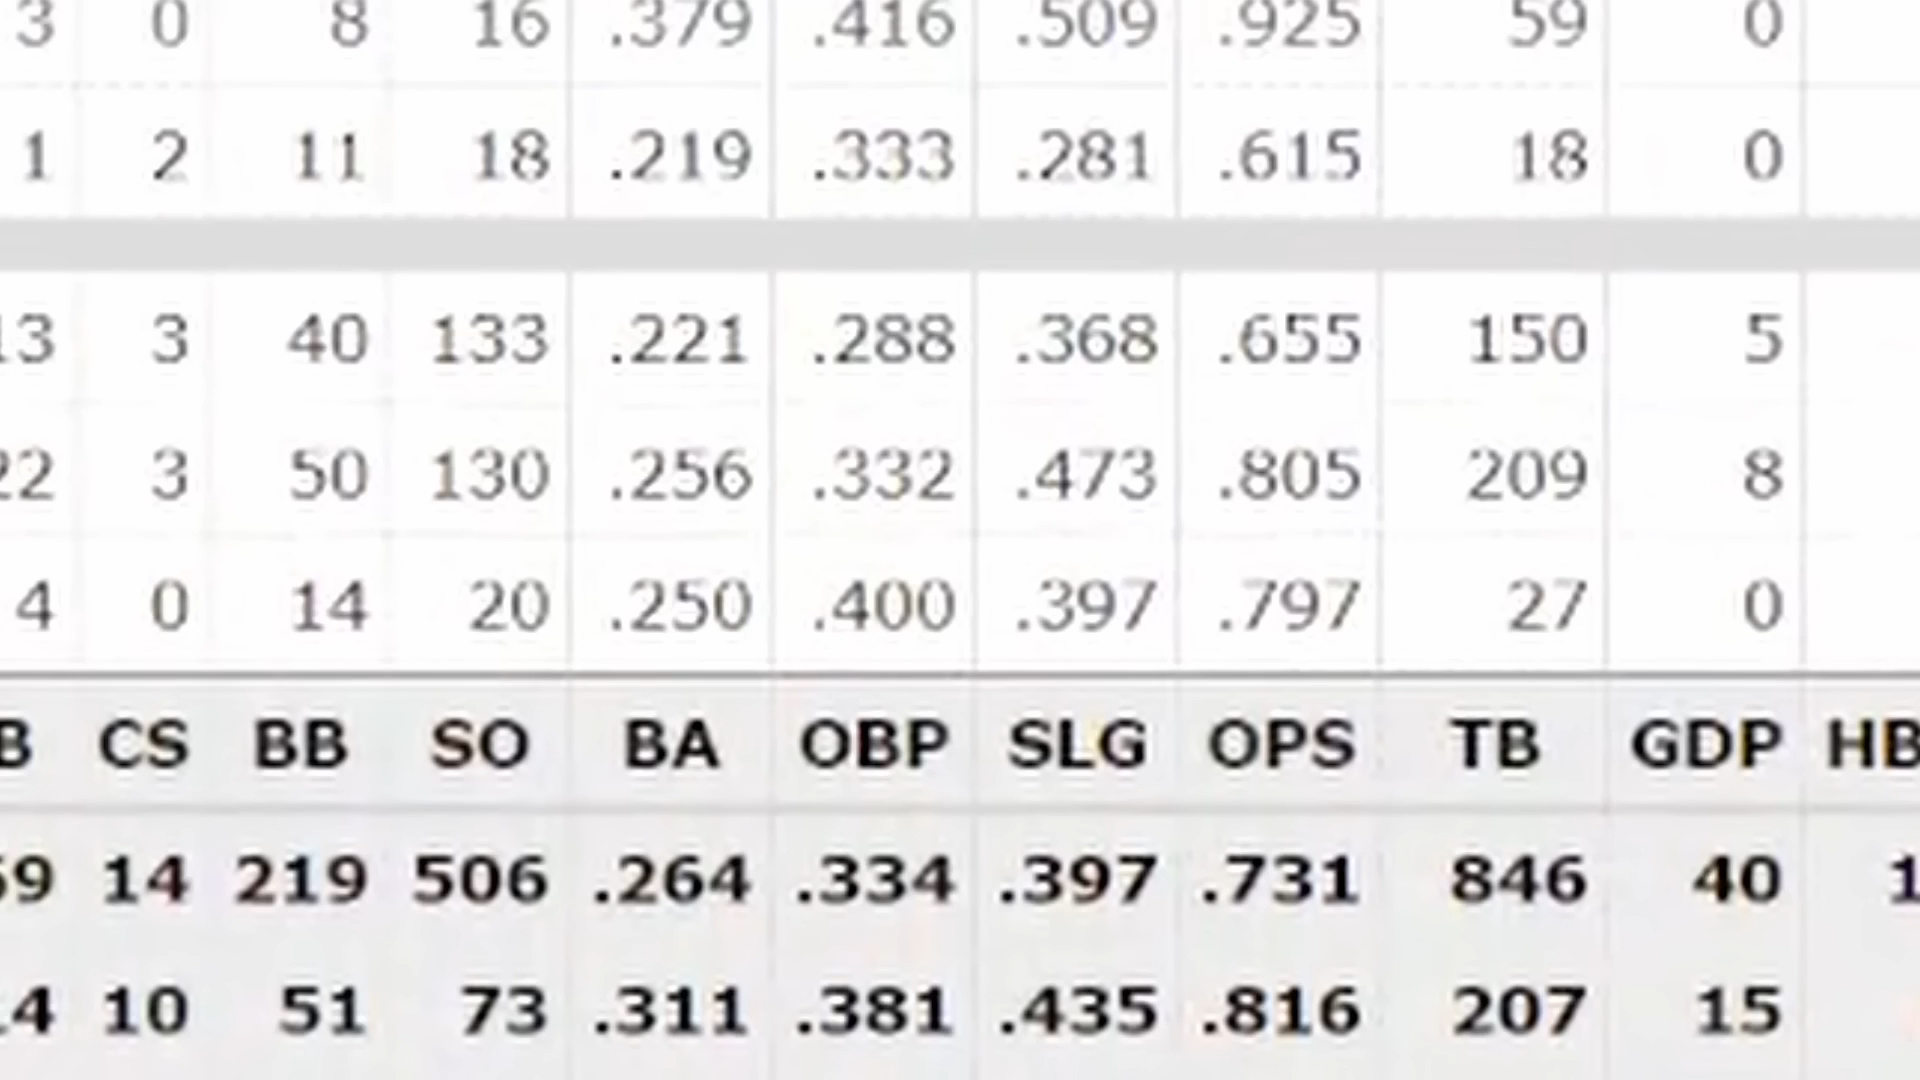 3 0 8 16 .379 .416 .509 .925 59 0
1 2 11 18 .219 .333 .281 .615 18 0
13 3 40 133 .221 .288 .368 .655 150 5
22 3 50 130 .256 .332 .473 .805 209 8
4 0 14 20 .250 .400 .397 .797 27 0
B CS BB SO BA OBP SLG OPS TB GDP HB
69 14 219 506 .264 .334 .397 .731 846 40 1
14 10 51 73 .311 .381 .435 .816 207 15